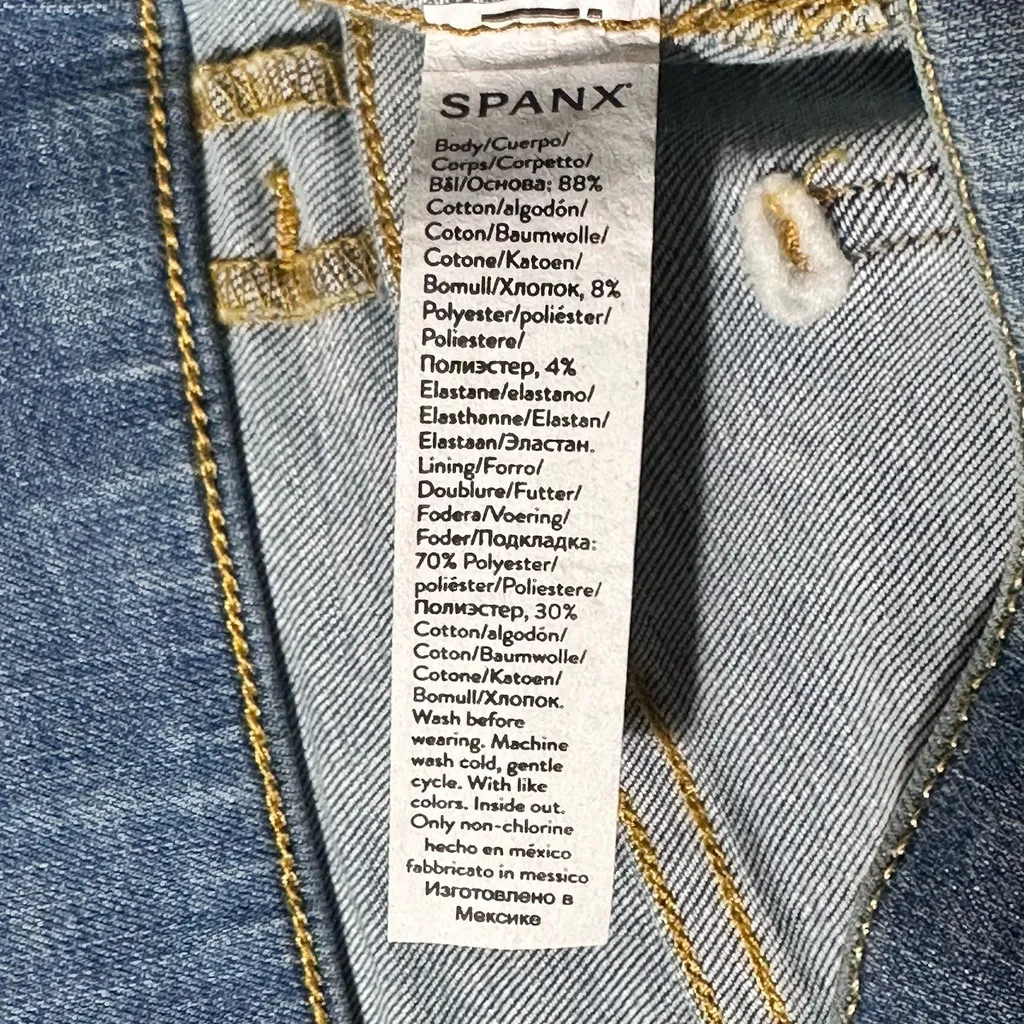 SPANX
Body/Cuerpo/
Corps/Corpetto/
Bål/Основа: 88%
Cotton/algodón/
Coton/Baumwolle/
Cotone/Katoen/
Bomull/Хлопок, 8%
Polyester/poliéster/
Poliestere/
Полиэстер, 4%
Elastane/elastano/
Elasthanne/Elastan/
Elastaan/Эластан.
Lining/Forro/
Doublure/Futter/
Fodera/Voering/
Foder/Подкладка:
70% Polyester/
poliéster/Poliestere/
Полиэстер, 30%
Cotton/algodón/
Coton/Baumwolle/
Cotone/Katoen/
Bomull/Хлопок.
Wash before
wearing. Machine
wash cold, gentle
cycle. With like
colors. Inside out.
Only non-chlorine
hecho en méxico
fabbricato in messico
Изготовлено в
Мексике